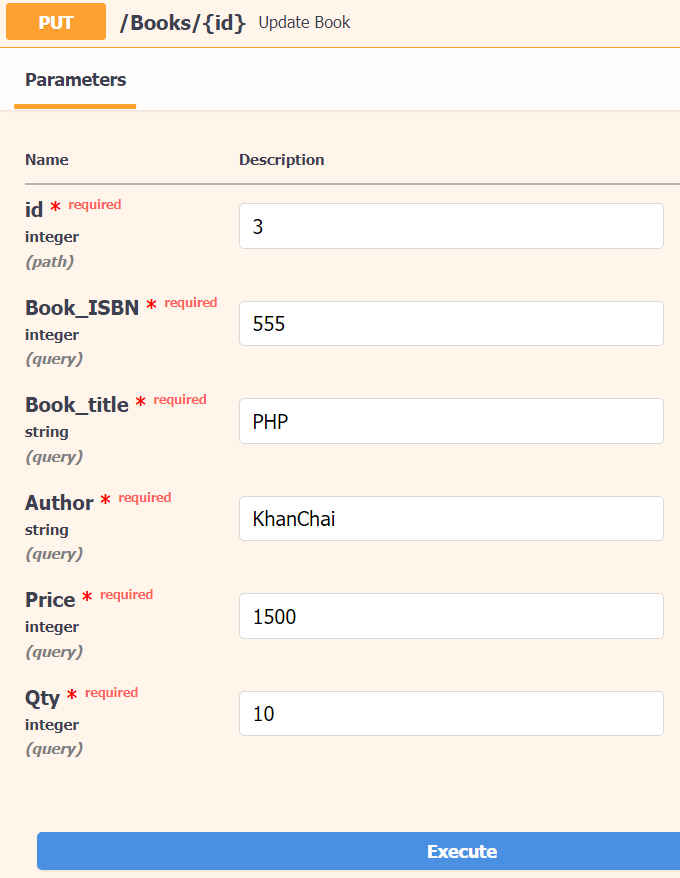 PUT /Books/{id} Update Book
Parameters
Name Description
id * required
integer
(path)
3
Book_ISBN * required
integer
(query)
555
Book_title * required
string
(query)
PHP
Author * required
string
(query)
KhanChai
Price * required
integer
(query)
1500
Qty * required
integer
(query)
10
Execute